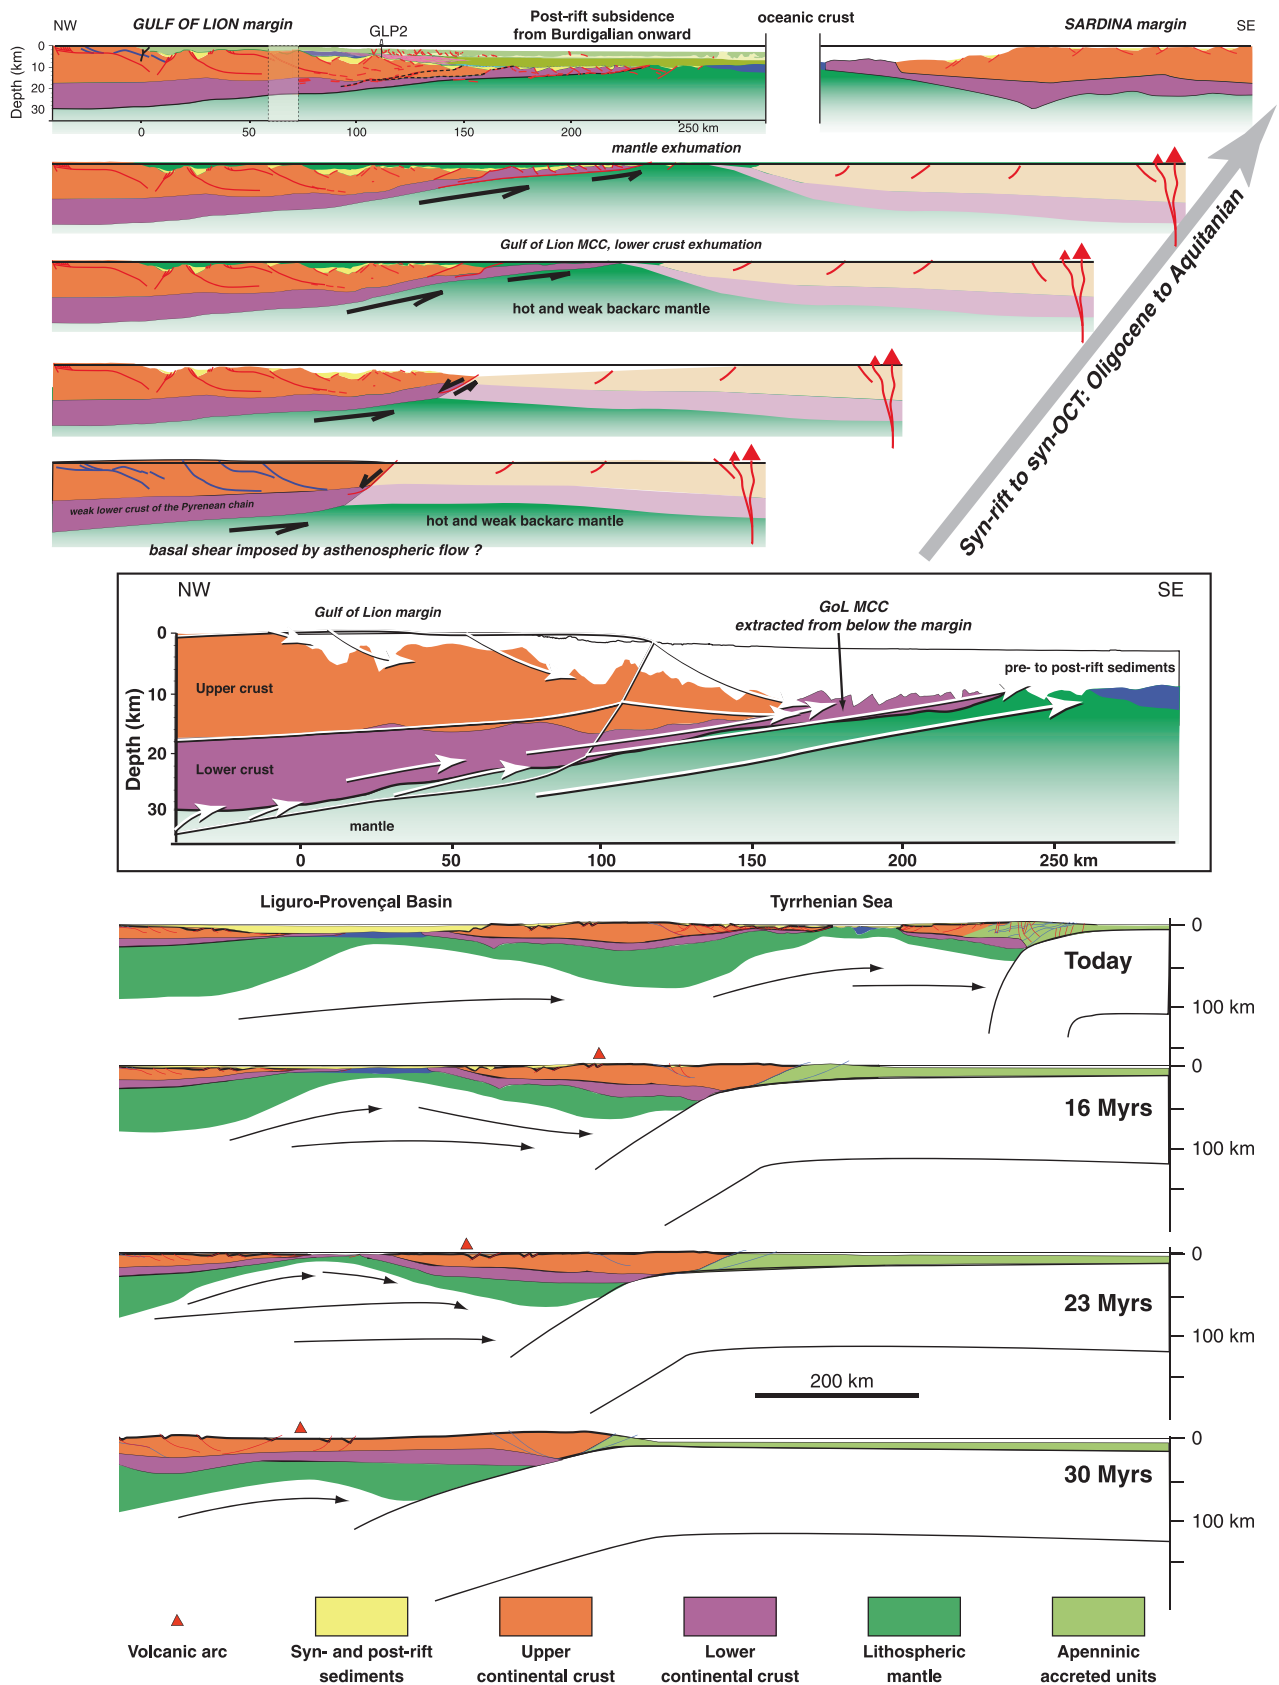 NW
GULF OF LION margin
GLP2
Post-rift subsidence
from Burdigalian onward
oceanic crust
SARDINA margin
SE
Depth (km)
0
10
20
30
0
50
100
150
200
250 km
mantle exhumation
Gulf of Lion MCC, lower crust exhumation
hot and weak backarc mantle
weak lower crust of the Pyrenean chain
hot and weak backarc mantle
basal shear imposed by asthenospheric flow ?
Syn-rift to syn-OCT: Oligocene to Aquitanian
NW
SE
Gulf of Lion margin
GoL MCC
extracted from below the margin
pre- to post-rift sediments
Upper crust
Lower crust
mantle
Depth (km)
0
10
20
30
0
50
100
150
200
250 km
Liguro-Provençal Basin
Tyrrhenian Sea
0
Today
100 km
0
16 Myrs
100 km
0
23 Myrs
100 km
200 km
0
30 Myrs
100 km
Volcanic arc
Syn- and post-rift
sediments
Upper
continental crust
Lower
continental crust
Lithospheric
mantle
Apenninic
accreted units